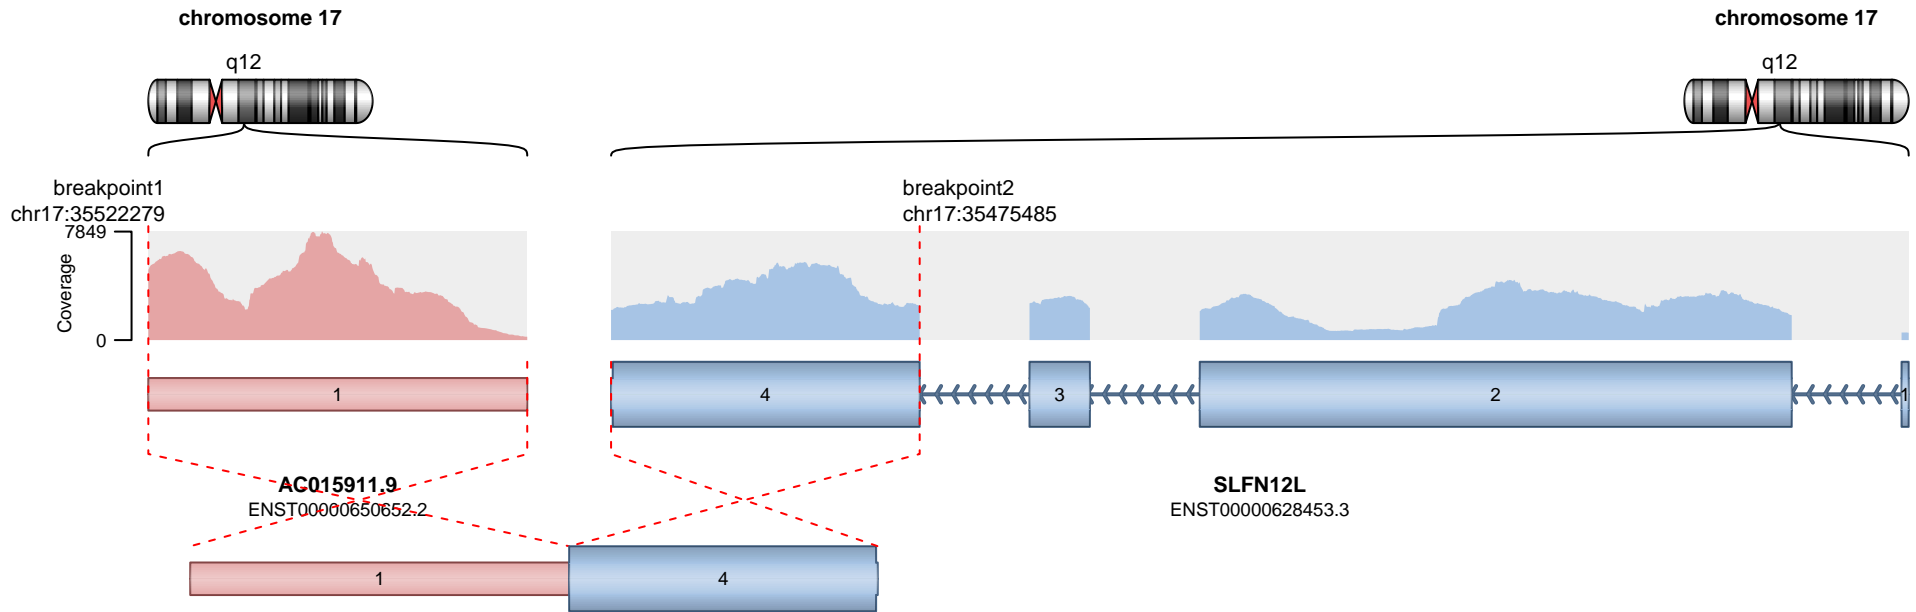 chromosome 17
chromosome 17
q12
q12
breakpoint1
chr17:35522279
breakpoint2
chr17:35475485
7849
Coverage
0
1
4
3
2
1
AC015911.9
ENST00000650652.2
SLFN12L
ENST00000628453.3
1
4